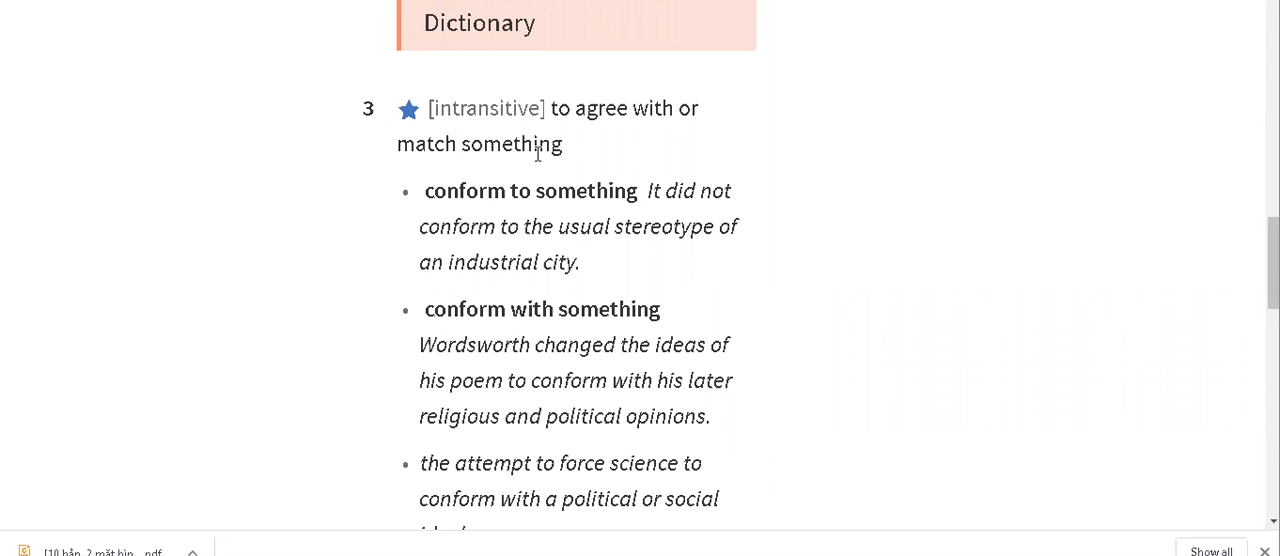 Dictionary
3 [intransitive] to agree with or
match something
• conform to something It did not
conform to the usual stereotype of
an industrial city.
• conform with something
Wordsworth changed the ideas of
his poem to conform with his later
religious and political opinions.
• the attempt to force science to
conform with a political or social
Show all